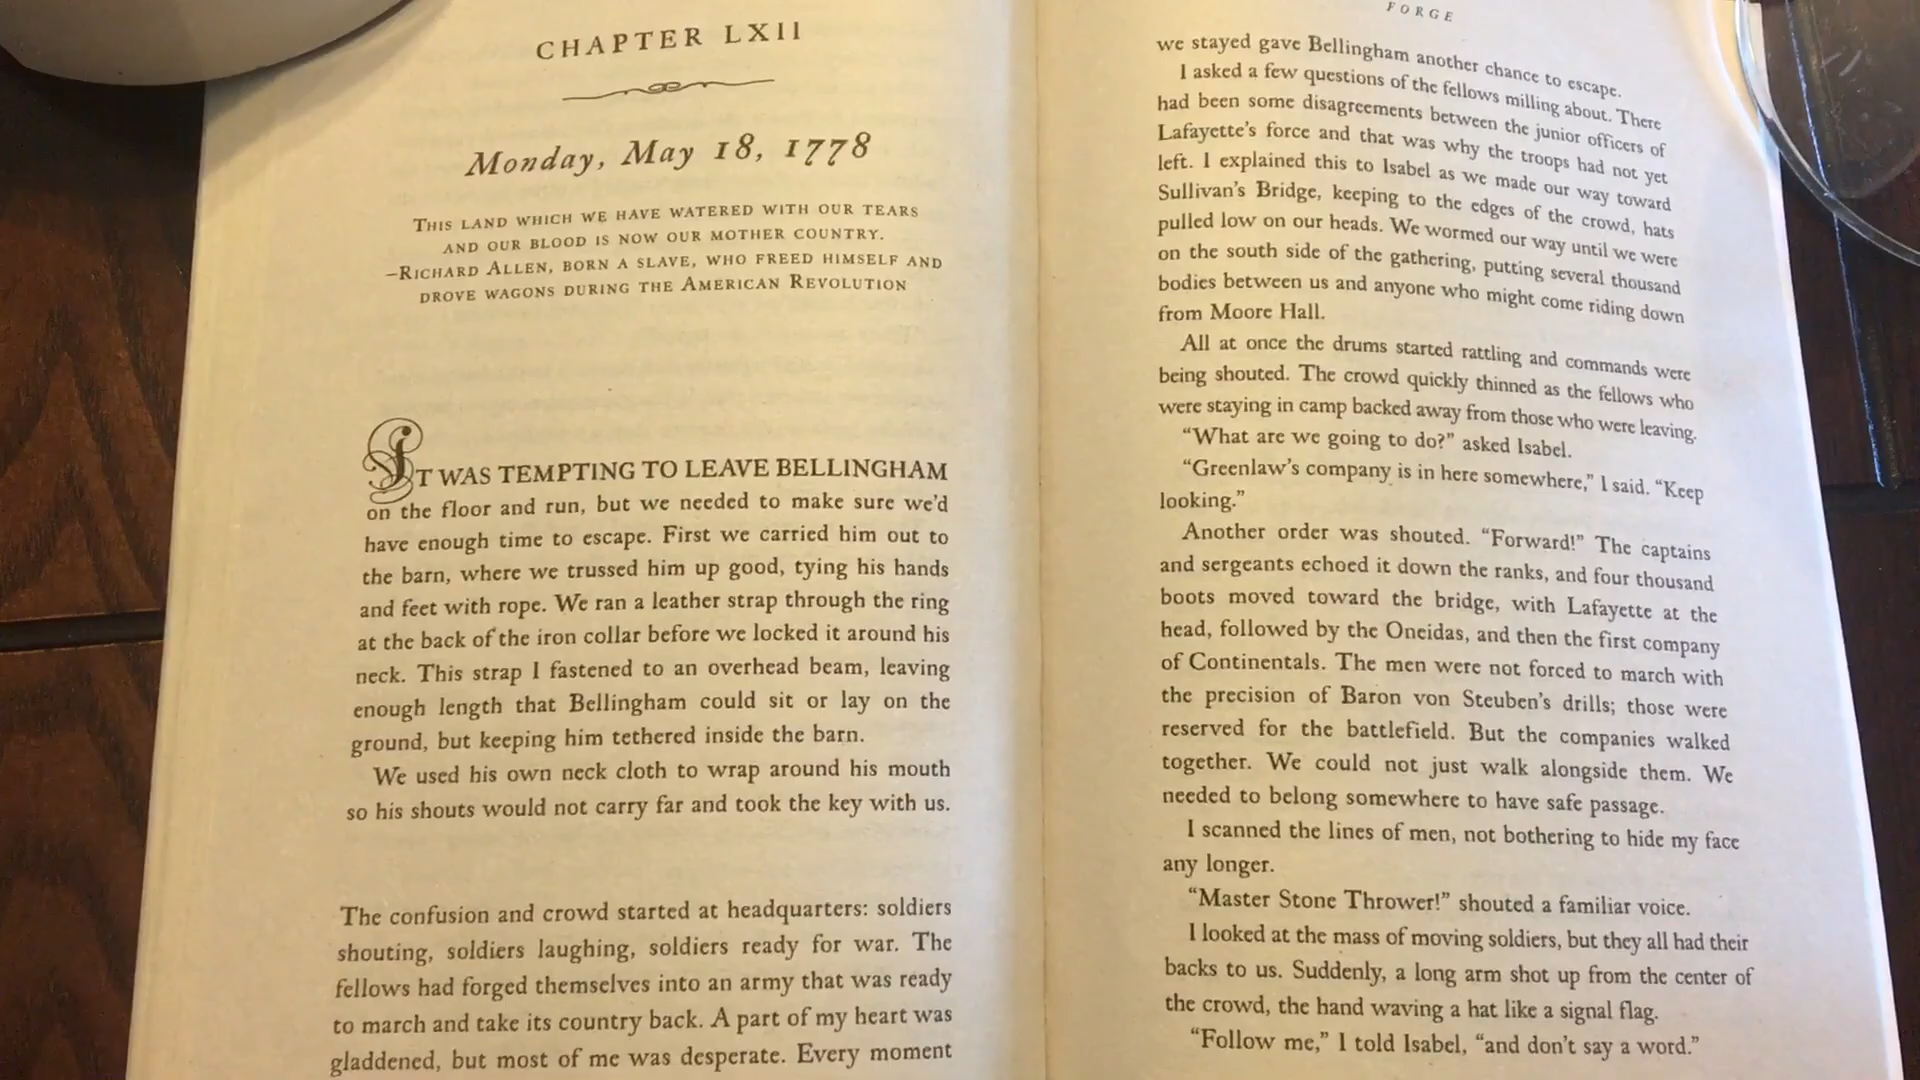 CHAPTER LXII
Monday, May 18, 1778
THIS LAND WHICH WE HAVE WATERED WITH OUR TEARS
AND OUR BLOOD IS NOW OUR MOTHER COUNTRY.
–RICHARD ALLEN, BORN A SLAVE, WHO FREED HIMSELF AND
DROVE WAGONS DURING THE AMERICAN REVOLUTION
IT WAS TEMPTING TO LEAVE BELLINGHAM
on the floor and run, but we needed to make sure we'd
have enough time to escape. First we carried him out to
the barn, where we trussed him up good, tying his hands
and feet with rope. We ran a leather strap through the ring
at the back of the iron collar before we locked it around his
neck. This strap I fastened to an overhead beam, leaving
enough length that Bellingham could sit or lay on the
ground, but keeping him tethered inside the barn.
We used his own neck cloth to wrap around his mouth
so his shouts would not carry far and took the key with us.
The confusion and crowd started at headquarters: soldiers
shouting, soldiers laughing, soldiers ready for war. The
fellows had forged themselves into an army that was ready
to march and take its country back. A part of my heart was
gladdened, but most of me was desperate. Every moment
FORGE
we stayed gave Bellingham another chance to escape.
I asked a few questions of the fellows milling about. There
had been some disagreements between the junior officers of
Lafayette's force and that was why the troops had not yet
left. I explained this to Isabel as we made our way toward
Sullivan's Bridge, keeping to the edges of the crowd, hats
pulled low on our heads. We wormed our way until we were
on the south side of the gathering, putting several thousand
bodies between us and anyone who might come riding down
from Moore Hall.
All at once the drums started rattling and commands were
being shouted. The crowd quickly thinned as the fellows who
were staying in camp backed away from those who were leaving.
"What are we going to do?" asked Isabel.
"Greenlaw's company is in here somewhere," I said. "Keep
looking."
Another order was shouted. "Forward!" The captains
and sergeants echoed it down the ranks, and four thousand
boots moved toward the bridge, with Lafayette at the
head, followed by the Oneidas, and then the first company
of Continentals. The men were not forced to march with
the precision of Baron von Steuben's drills; those were
reserved for the battlefield. But the companies walked
together. We could not just walk alongside them. We
needed to belong somewhere to have safe passage.
I scanned the lines of men, not bothering to hide my face
any longer.
"Master Stone Thrower!" shouted a familiar voice.
I looked at the mass of moving soldiers, but they all had their
backs to us. Suddenly, a long arm shot up from the center of
the crowd, the hand waving a hat like a signal flag.
"Follow me," I told Isabel, "and don't say a word."